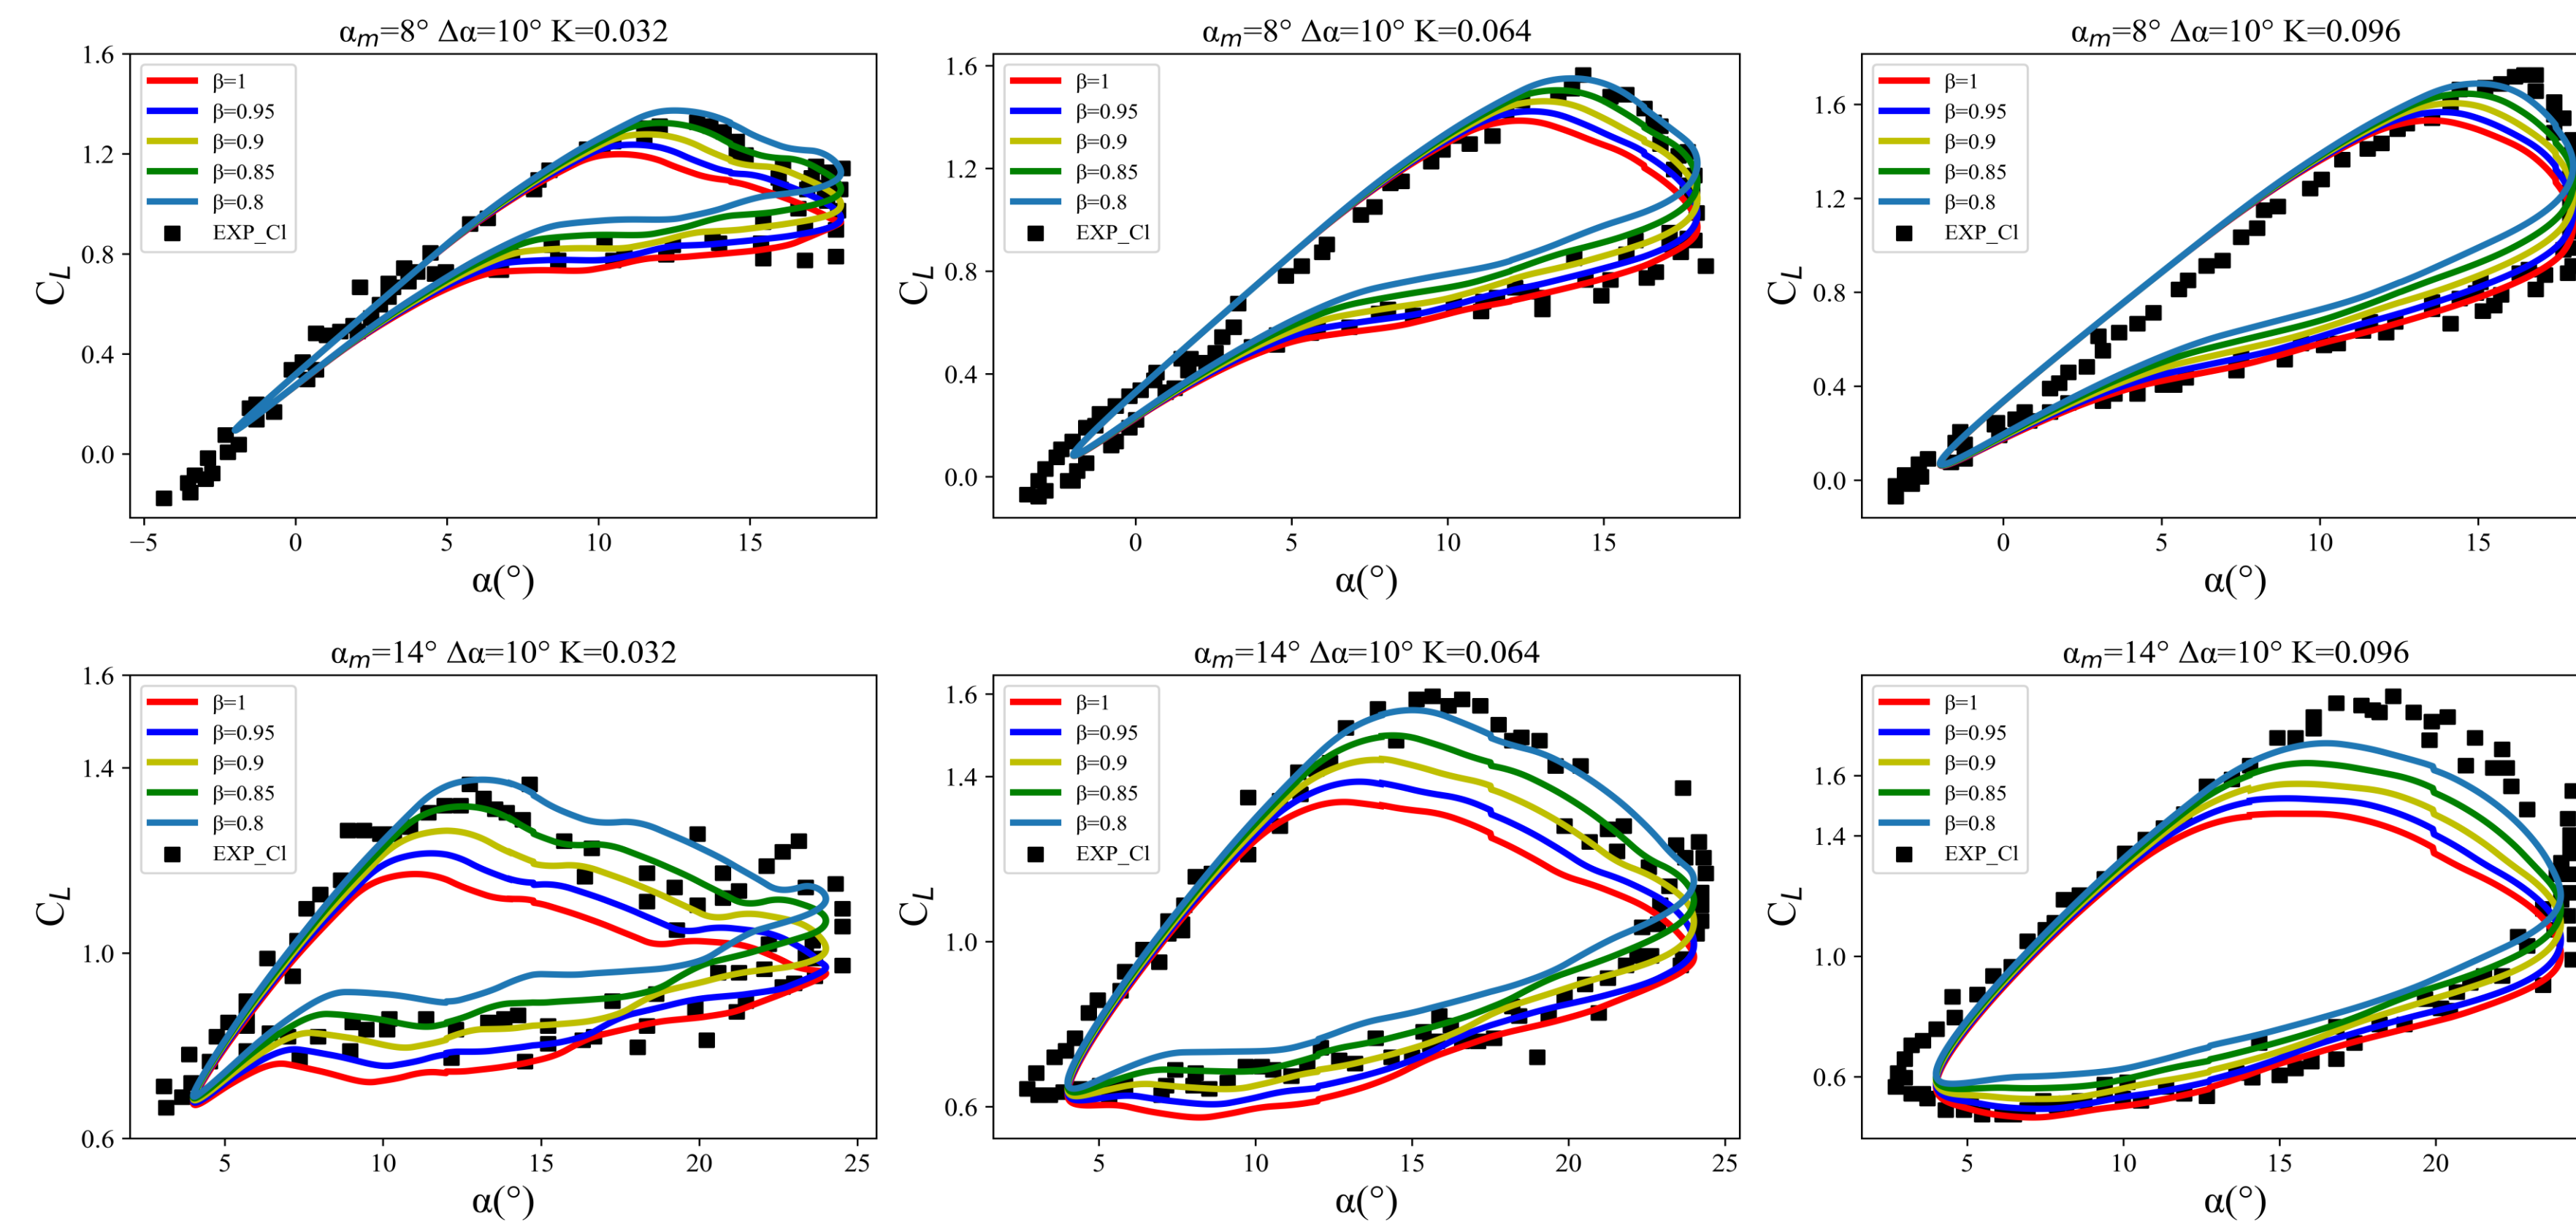 αm=8° Δα=10° K=0.032
1.6
1.2
0.8
0.4
0.0
CL
β=1
β=0.95
β=0.9
β=0.85
β=0.8
EXP_Cl
−5 0 5 10 15
α(°)
αm=8° Δα=10° K=0.064
1.6
1.2
0.8
0.4
0.0
CL
β=1
β=0.95
β=0.9
β=0.85
β=0.8
EXP_Cl
0 5 10 15
α(°)
αm=8° Δα=10° K=0.096
1.6
1.2
0.8
0.4
0.0
CL
β=1
β=0.95
β=0.9
β=0.85
β=0.8
EXP_Cl
0 5 10 15
α(°)
αm=14° Δα=10° K=0.032
1.6
1.4
1.0
0.6
CL
β=1
β=0.95
β=0.9
β=0.85
β=0.8
EXP_Cl
5 10 15 20 25
α(°)
αm=14° Δα=10° K=0.064
1.6
1.4
1.0
0.6
CL
β=1
β=0.95
β=0.9
β=0.85
β=0.8
EXP_Cl
5 10 15 20 25
α(°)
αm=14° Δα=10° K=0.096
1.6
1.4
1.0
0.6
CL
β=1
β=0.95
β=0.9
β=0.85
β=0.8
EXP_Cl
5 10 15 20
α(°)